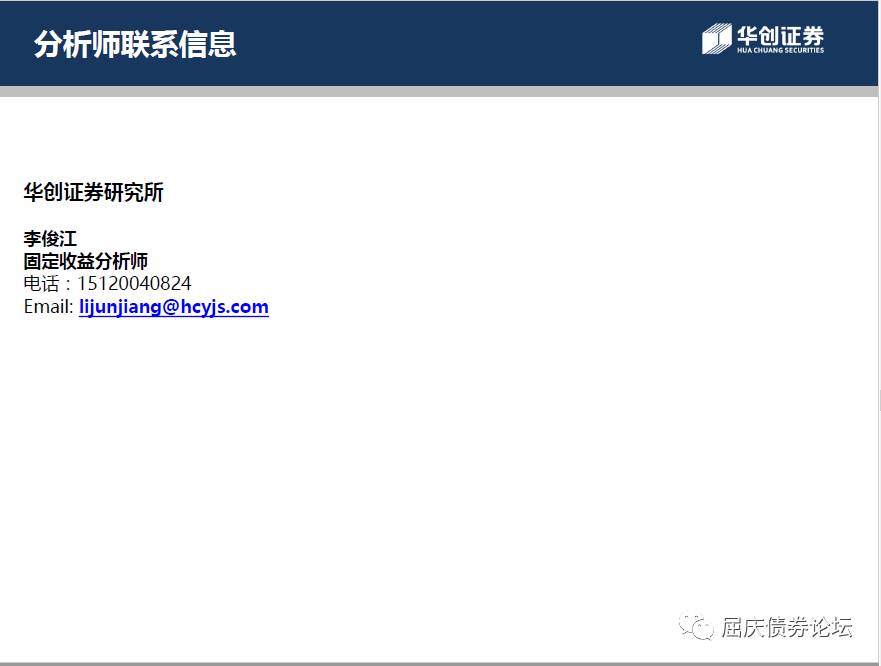 分析师联系信息
华创证券
HUA CHUANG SECURITIES
华创证券研究所
李俊江
固定收益分析师
电话：15120040824
Email: lijunjiang@hcyjs.com
屈庆债券论坛